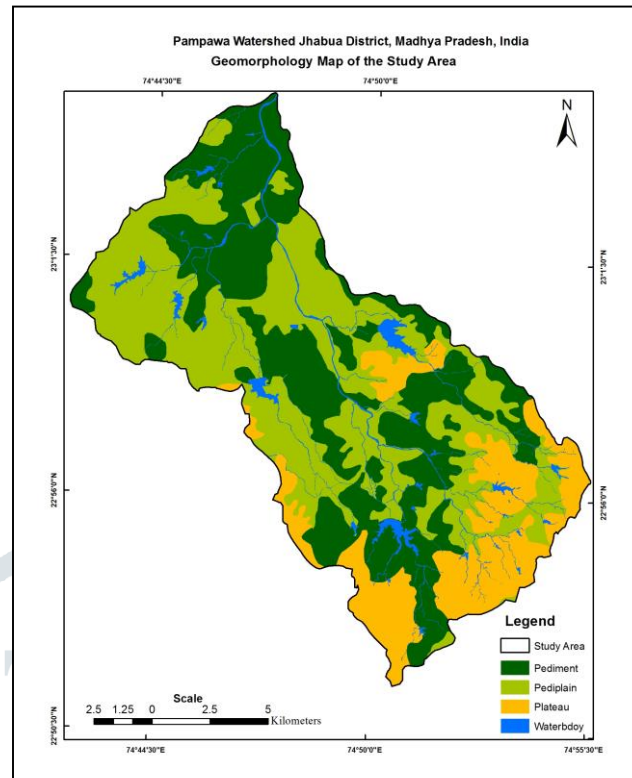 Pampawa Watershed Jhabua District, Madhya Pradesh, India
Geomorphology Map of the Study Area
74°44'30"E 74°50'0"E
N
23°1'30"N 23°1'30"N
22°56'0"N 22°56'0"N
Legend
Study Area
Pediment
Pediplain
Plateau
Waterbdoy
Scale
2.5 1.25 0 2.5 5
Kilometers
22°50'30"N
74°44'30"E 74°50'0"E 74°55'30"E